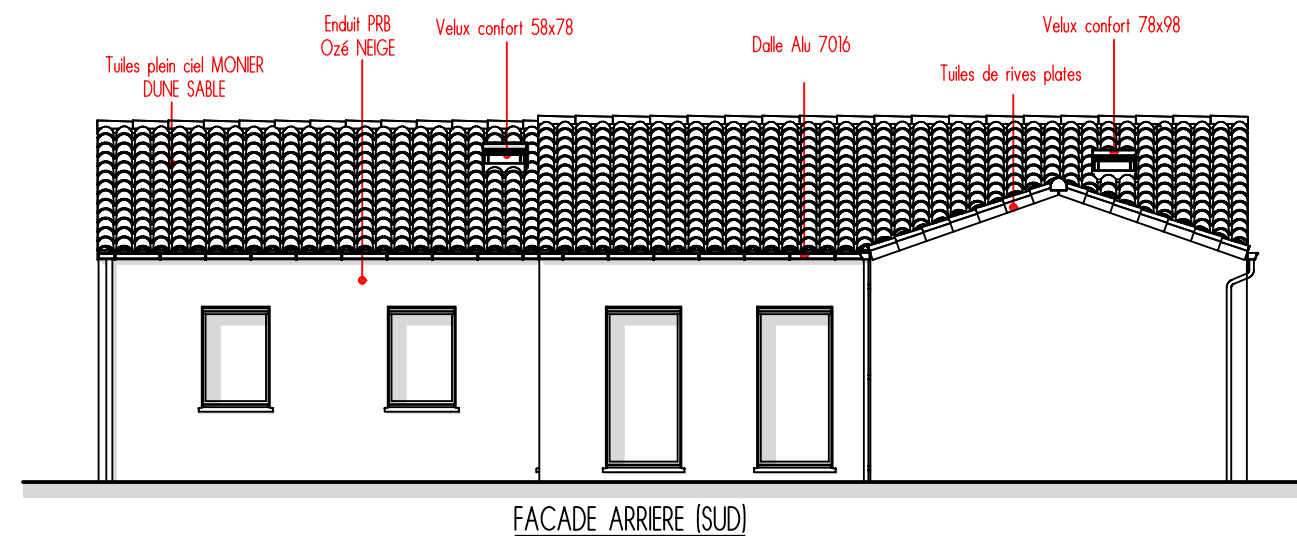 Tuiles plein ciel MONIER
DUNE SABLE
Enduit PRB
Ozé NEIGE
Velux confort 58x78
Dalle Alu 7016
Tuiles de rives plates
Velux confort 78x98
FACADE ARRIERE (SUD)